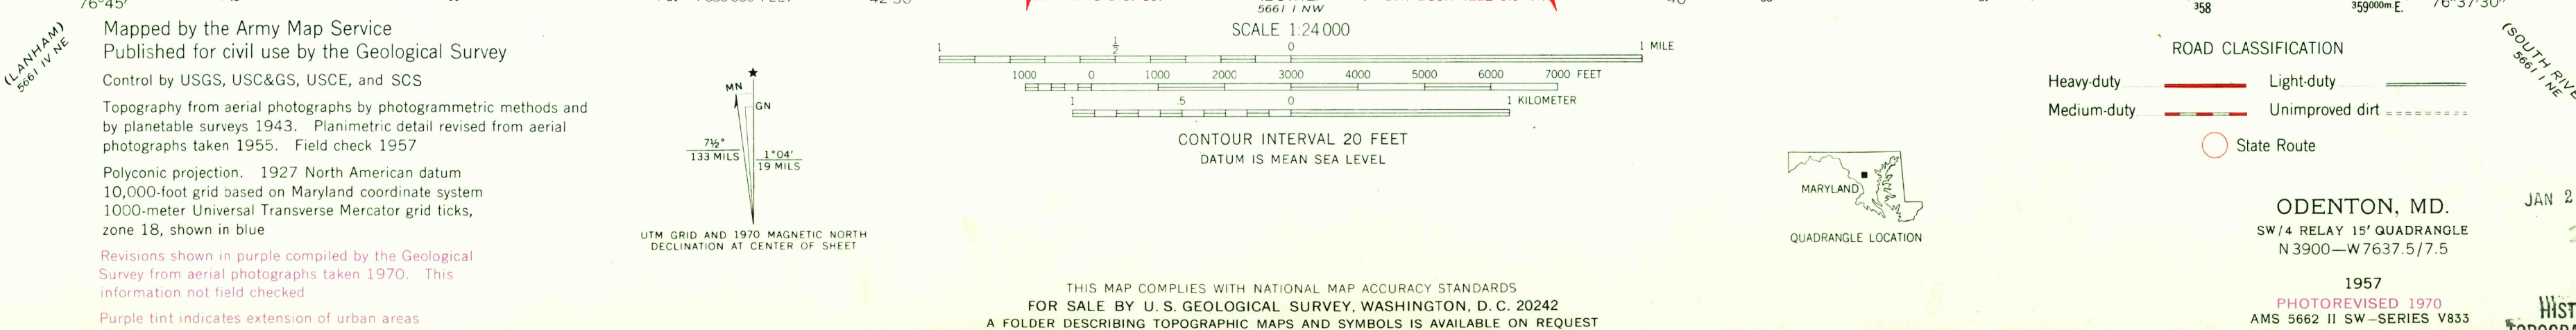 76°45'
(LANHAM)
5661 IV NE
Mapped by the Army Map Service
Published for civil use by the Geological Survey
Control by USGS, USC&GS, USCE, and SCS
Topography from aerial photographs by photogrammetric methods and
by planetable surveys 1943. Planimetric detail revised from aerial
photographs taken 1955. Field check 1957
Polyconic projection. 1927 North American datum
10,000-foot grid based on Maryland coordinate system
1000-meter Universal Transverse Mercator grid ticks,
zone 18, shown in blue
Revisions shown in purple compiled by the Geological
Survey from aerial photographs taken 1970. This
information not field checked
Purple tint indicates extension of urban areas
MN
GN
7½°
133 MILS
1°04'
19 MILS
UTM GRID AND 1970 MAGNETIC NORTH
DECLINATION AT CENTER OF SHEET
5661 I NW
SCALE 1:24000
1 ½ 0 1 MILE
1000 0 1000 2000 3000 4000 5000 6000 7000 FEET
1 .5 0 1 KILOMETER
CONTOUR INTERVAL 20 FEET
DATUM IS MEAN SEA LEVEL
THIS MAP COMPLIES WITH NATIONAL MAP ACCURACY STANDARDS
FOR SALE BY U.S. GEOLOGICAL SURVEY, WASHINGTON, D.C. 20242
A FOLDER DESCRIBING TOPOGRAPHIC MAPS AND SYMBOLS IS AVAILABLE ON REQUEST
MARYLAND
QUADRANGLE LOCATION
358
359000m.E.
76°37'30"
ROAD CLASSIFICATION
Heavy-duty Light-duty
Medium-duty Unimproved dirt
State Route
(SOUTH RIVE
5661 I NE
ODENTON, MD.
SW/4 RELAY 15' QUADRANGLE
N3900—W7637.5/7.5
1957
PHOTOREVISED 1970
AMS 5662 II SW—SERIES V833
JAN 2
HIST